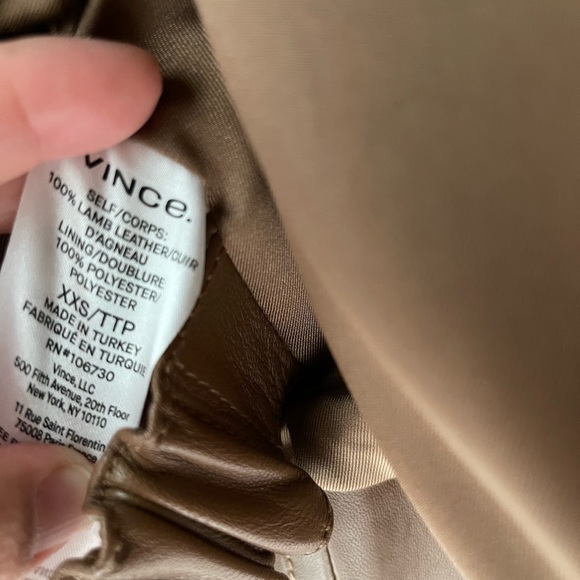 VINCE.
SELF/CORPS:
100% LAMB LEATHER/CUIR
D'AGNEAU
LINING/DOUBLURE
100% POLYESTER/
POLYESTER
XXS/TTP
MADE IN TURKEY
FABRIQUÉ EN TURQUIE
RN#106730
Vince, LLC
500 Fifth Avenue, 20th Floor
New York, NY 10110
11 Rue Saint Florentin
75008 Paris